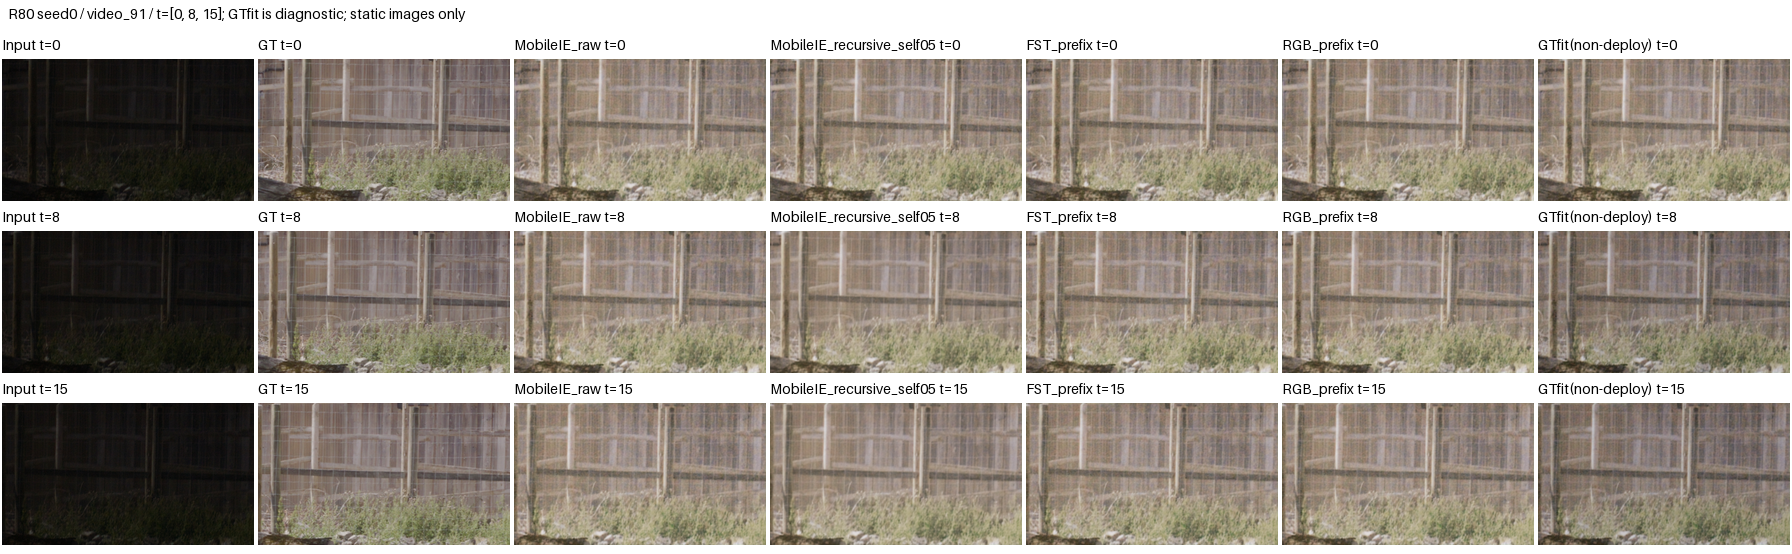 R80 seed0 / video_91 / t=[0, 8, 15]; GTfit is diagnostic; static images only
Input t=0 GT t=0 MobileIE_raw t=0 MobileIE_recursive_self05 t=0 FST_prefix t=0 RGB_prefix t=0 GTfit(non-deploy) t=0
Input t=8 GT t=8 MobileIE_raw t=8 MobileIE_recursive_self05 t=8 FST_prefix t=8 RGB_prefix t=8 GTfit(non-deploy) t=8
Input t=15 GT t=15 MobileIE_raw t=15 MobileIE_recursive_self05 t=15 FST_prefix t=15 RGB_prefix t=15 GTfit(non-deploy) t=15